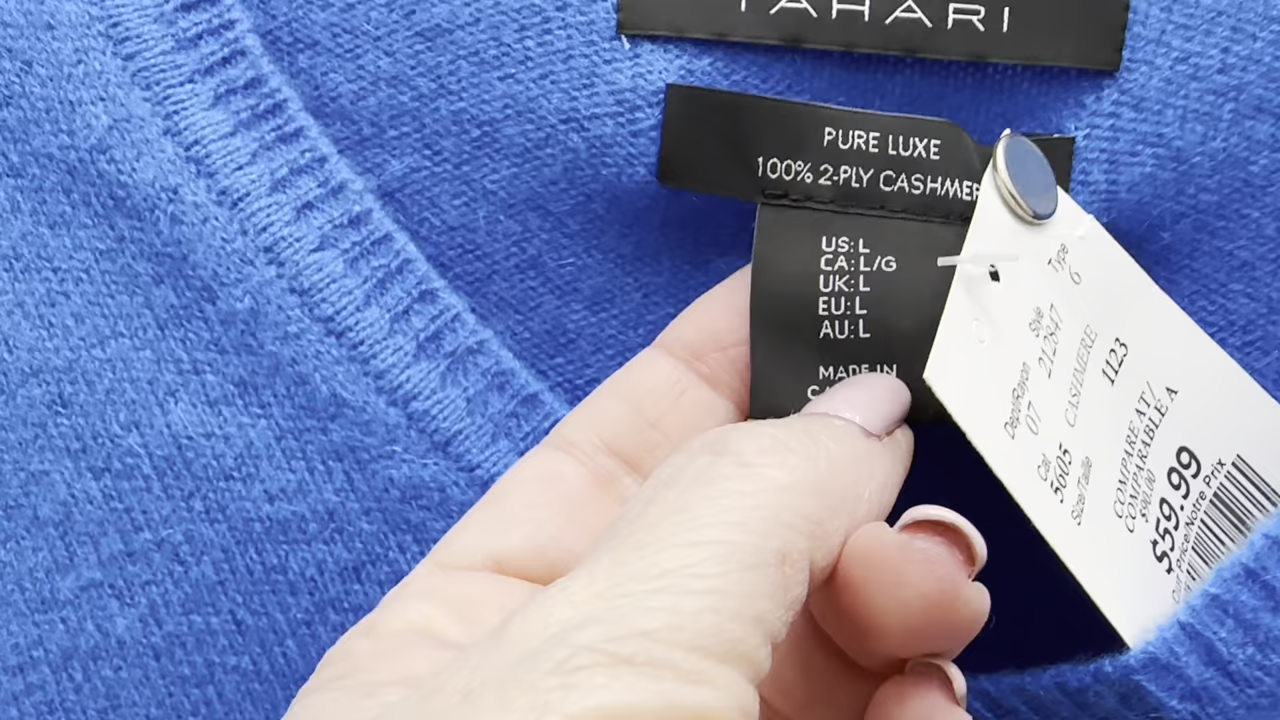 TAHARI
PURE LUXE
100% 2-PLY CASHMER
US: L
CA: L/G
UK: L
EU: L
AU: L
MADE IN
Dept/Rayon Style Type
07 212847 6
Cat CASHMERE
5605 1123
Size/Taille
COMPARE AT/
COMPARABLE A
$90.00
$59.99
Our Price/Notre Prix